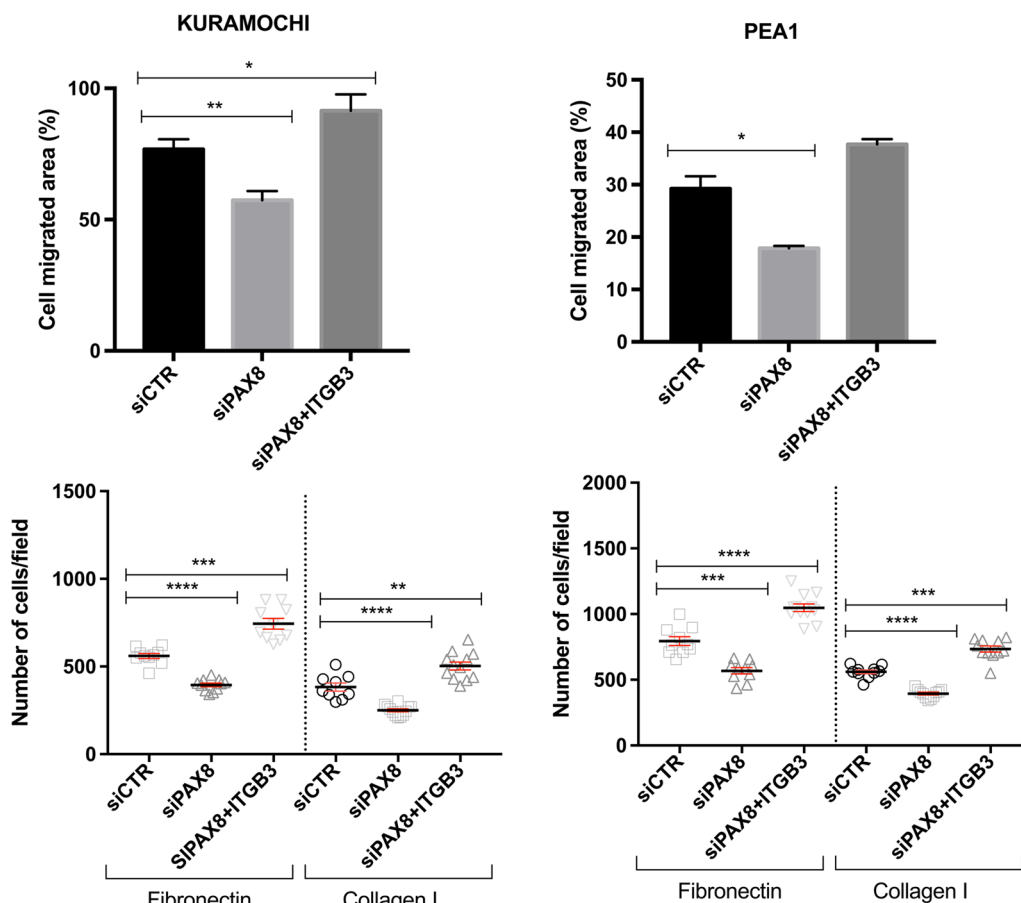 KURAMOCHI
Cell migrated area (%)
100
50
0
*
**
siCTR
siPAX8
siPAX8+ITGB3
PEA1
Cell migrated area (%)
50
40
30
20
10
0
*
siCTR
siPAX8
siPAX8+ITGB3
Number of cells/field
1500
1000
500
0
***
****
**
****
siCTR
siPAX8
SIPAX8+ITGB3
siCTR
siPAX8
siPAX8+ITGB3
Fibronectin
Collagen I
Number of cells/field
2000
1500
1000
500
0
****
***
***
****
siCTR
siPAX8
siPAX8+ITGB3
siCTR
siPAX8
siPAX8+ITGB3
Fibronectin
Collagen I